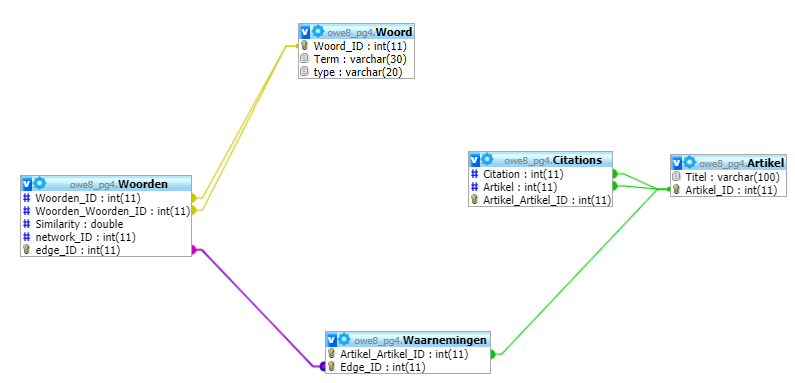 owe8_pg4.Woord
Woord_ID : int(11)
Term : varchar(30)
type : varchar(20)
owe8_pg4.Citations
Citation : int(11)
Artikel : int(11)
Artikel_Artikel_ID : int(11)
owe8_pg4.Artikel
Titel : varchar(100)
Artikel_ID : int(11)
owe8_pg4.Woorden
Woorden_ID : int(11)
Woorden_Woorden_ID : int(11)
Similarity : double
network_ID : int(11)
edge_ID : int(11)
owe8_pg4.Waarnemingen
Artikel_Artikel_ID : int(11)
Edge_ID : int(11)